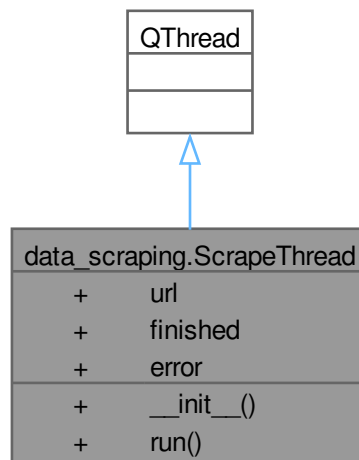 QThread
data_scraping.ScrapeThread
+ url
+ finished
+ error
+ __init__()
+ run()